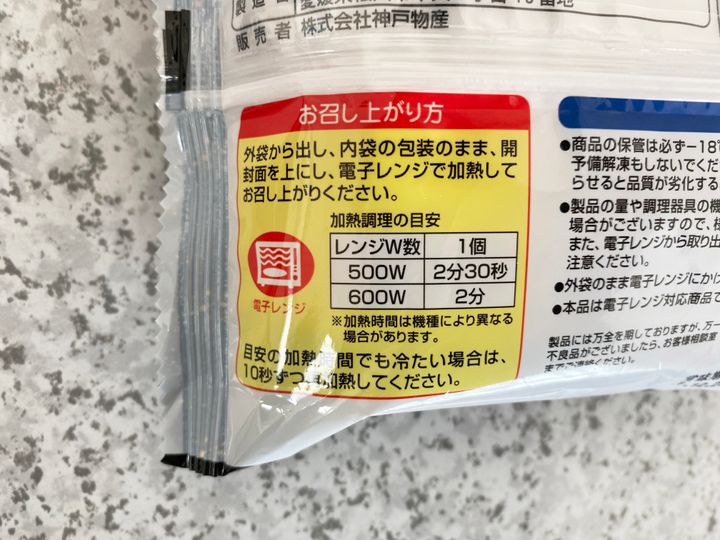 製造
販売者 株式会社神戸物産
お召し上がり方
外袋から出し、内袋の包装のまま、開
封面を上にし、電子レンジで加熱して
お召し上がりください。
加熱調理の目安
レンジW数 1個
500W 2分30秒
600W 2分
電子レンジ
※加熱時間は機種により異なる
場合があります。
目安の加熱時間でも冷たい場合は、
10秒ずつ加熱してください。
●商品の保管は必ず−18
予備解凍もしないでくだ
らせると品質が劣化する
●製品の量や調理器具の機
場合がございますので、様
また、電子レンジから取り出
注意ください。
●外袋のまま電子レンジにかけ
●本品は電子レンジ対応商品で
製品には万全を期しておりますが、万一
不良品がございましたら、お客様相談室
までご連絡ください。